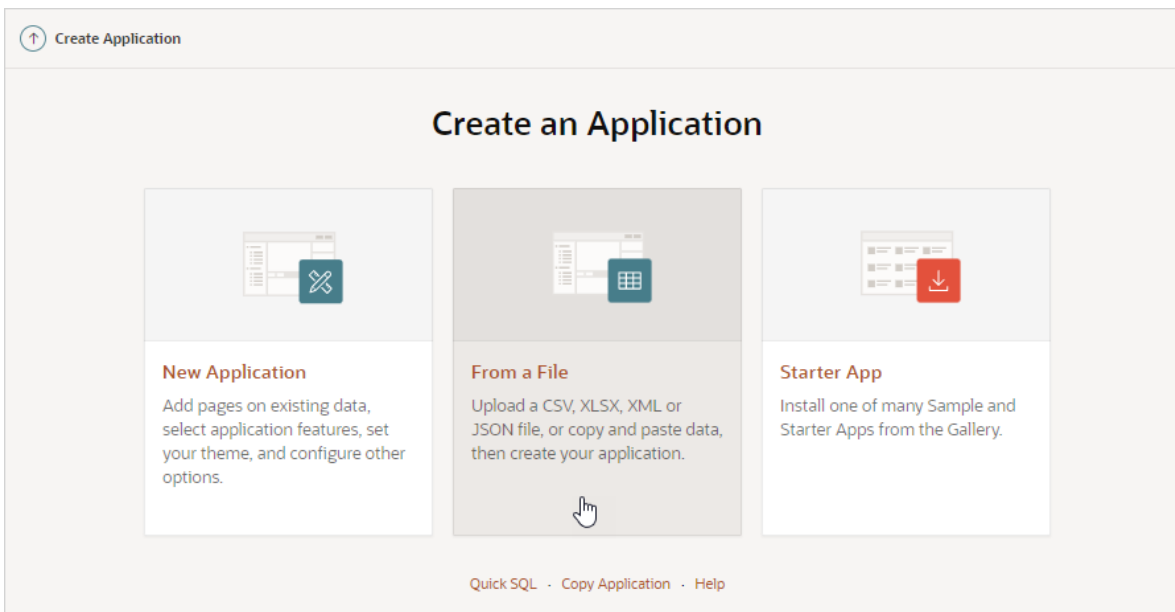 Create Application
Create an Application
New Application
Add pages on existing data,
select application features, set
your theme, and configure other
options.
From a File
Upload a CSV, XLSX, XML or
JSON file, or copy and paste data,
then create your application.
Starter App
Install one of many Sample and
Starter Apps from the Gallery.
Quick SQL · Copy Application · Help